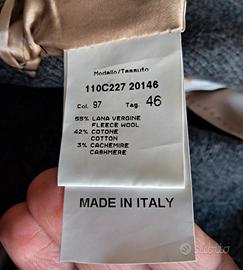 Modello/Tessuto
110C227 20146
Col. 97 Tag. 46
55% LANA VERGINE
FLEECE WOOL
42% COTONE
COTTON
3% CACHEMIRE
CASHMERE
MADE IN ITALY
subito